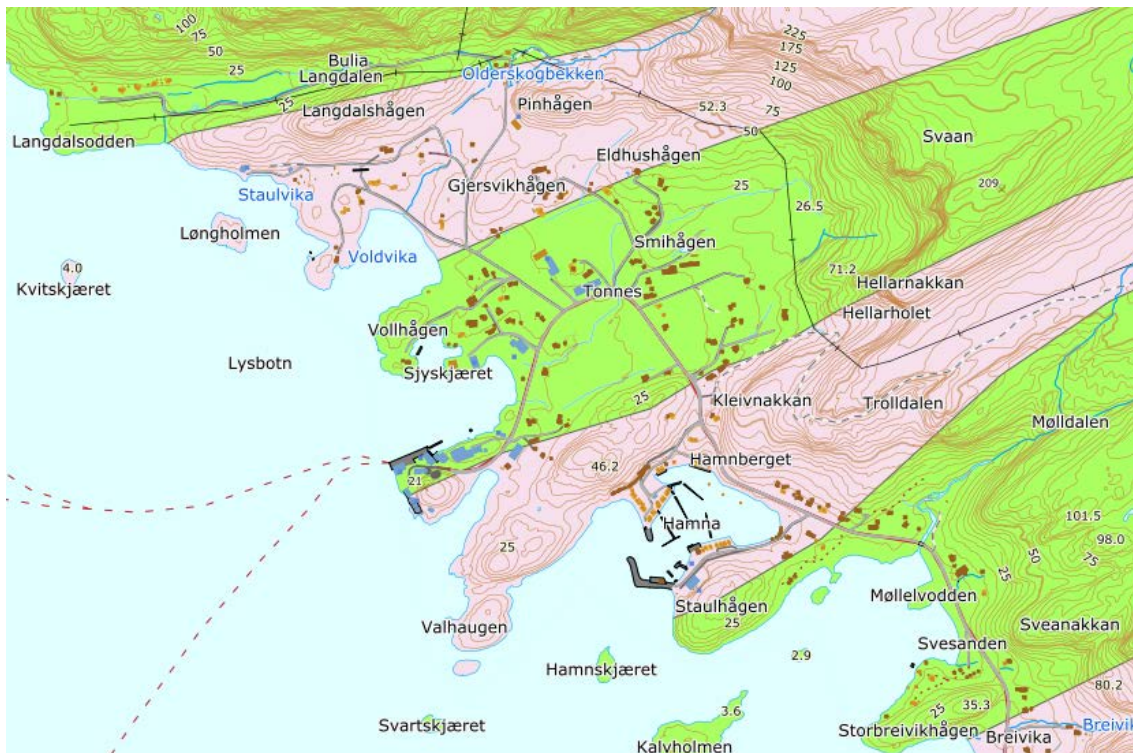 100
75
50
25
Bulia
Langdalen
Olderskogbekken
225
175
125
100
75
50
52.3
25
Langdalshågen
Pinhågen
Langdalsodden
Svaan
Eldhushågen
Gjersvikhågen
25
209
Staulvika
26.5
Løngholmen
Smihågen
Voldvika
4.0
71.2
Kvitskjæret
Tonnes
Hellarnakkan
Hellarholet
Vollhågen
Lysbotn
Sjyskjæret
25
Kleivnakkan
Trolldalen
Mølldalen
46.2
Hamnberget
21
Hamna
101.5
98.0
50
75
25
25
Møllelvodden
Staulhågen
25
Valhaugen
Sveanakkan
Svesanden
2.9
Hamnskjæret
80.2
3.6
35.3
25
Svartskjæret
Storbreivikhågen
Breivika
Breivik
Kalvholmen